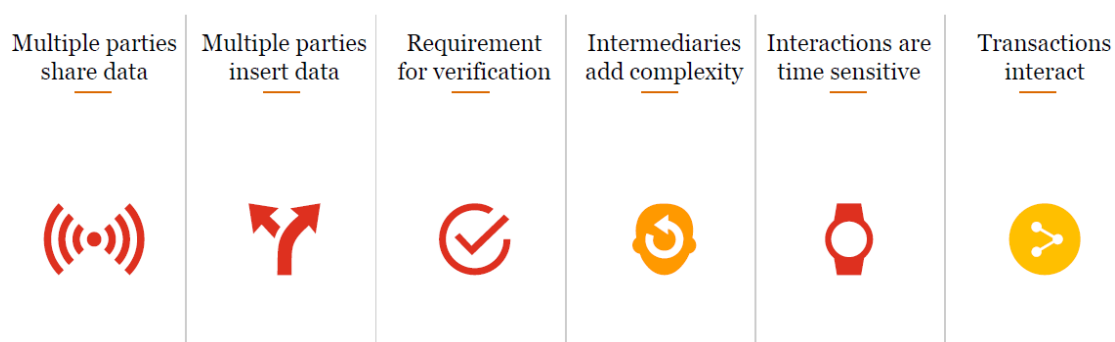 Multiple parties
share data
Multiple parties
insert data
Requirement
for verification
Intermediaries
add complexity
Interactions are
time sensitive
Transactions
interact